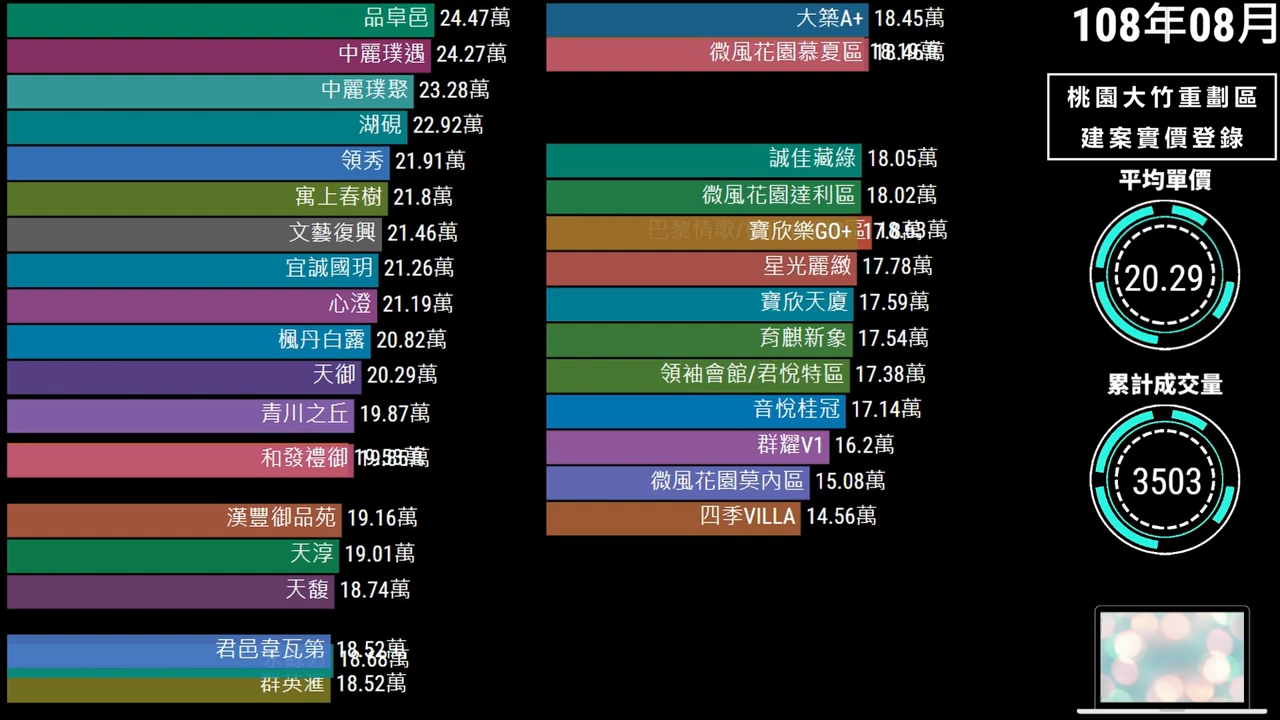 品阜邑 24.47萬
中麗璞遇 24.27萬
中麗璞聚 23.28萬
湖硯 22.92萬
領秀 21.91萬
寓上春樹 21.8萬
文藝復興 21.46萬
宜誠國玥 21.26萬
心澄 21.19萬
楓丹白露 20.82萬
天御 20.29萬
青川之丘 19.87萬
和發禮御
漢豐御品苑 19.16萬
天淳 19.01萬
天馥 18.74萬
君邑韋瓦第 18.52萬
18.68萬
群英滙 18.52萬
大築A+ 18.45萬
微風花園慕夏區
誠佳藏綠 18.05萬
微風花園達利區 18.02萬
寶欣樂GO+
星光麗緻 17.78萬
寶欣天廈 17.59萬
育麒新象 17.54萬
領袖會館/君悅特區 17.38萬
音悅桂冠 17.14萬
群耀V1 16.2萬
微風花園莫內區 15.08萬
四季VILLA 14.56萬
108年08月
桃園大竹重劃區
建案實價登錄
平均單價
20.29
累計成交量
3503